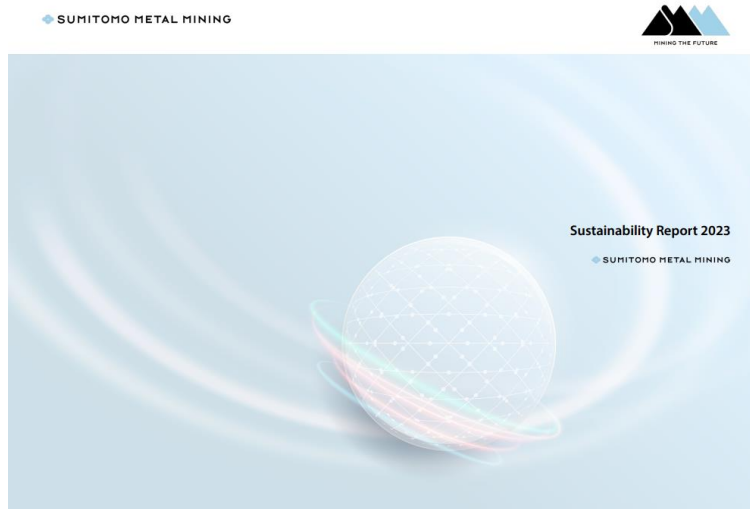 SUMITOMO METAL MINING
MINING THE FUTURE
Sustainability Report 2023
SUMITOMO METAL MINING